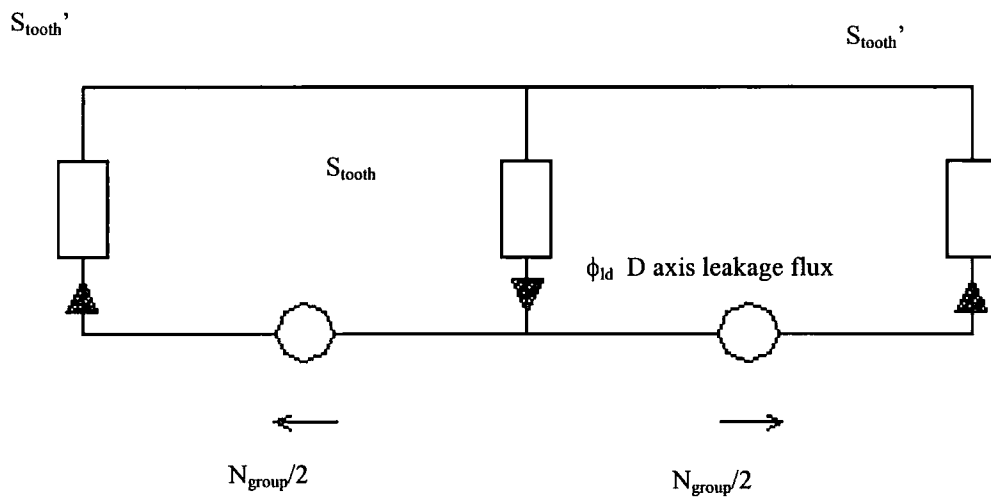 S_tooth’
S_tooth’
S_tooth
ϕ_ld D axis leakage flux
N_group/2
N_group/2